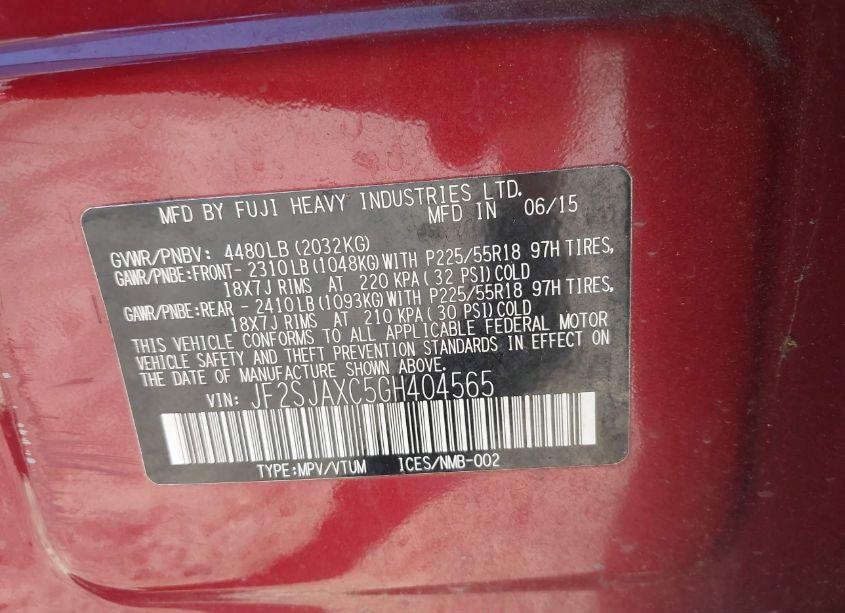 MFD BY FUJI HEAVY INDUSTRIES LTD.
MFD IN 06/15
GVWR/PNBV: 4480LB (2032KG)
GAWR/PNBE:FRONT- 2310LB (1048KG) WITH P225/55R18 97H TIRES,
18X7J RIMS AT 220 KPA ( 32 PSI) COLD
GAWR/PNBE:REAR - 2410LB (1093KG) WITH P225/55R18 97H TIRES,
18X7J RIMS AT 210 KPA ( 30 PSI) COLD
THIS VEHICLE CONFORMS TO ALL APPLICABLE FEDERAL MOTOR
VEHICLE SAFETY AND THEFT PREVENTION STANDARDS IN EFFECT ON
THE DATE OF MANUFACTURE SHOWN ABOVE.
VIN: JF2SJAXC5GH404565
TYPE:MPV/VTUM ICES/NMB-002